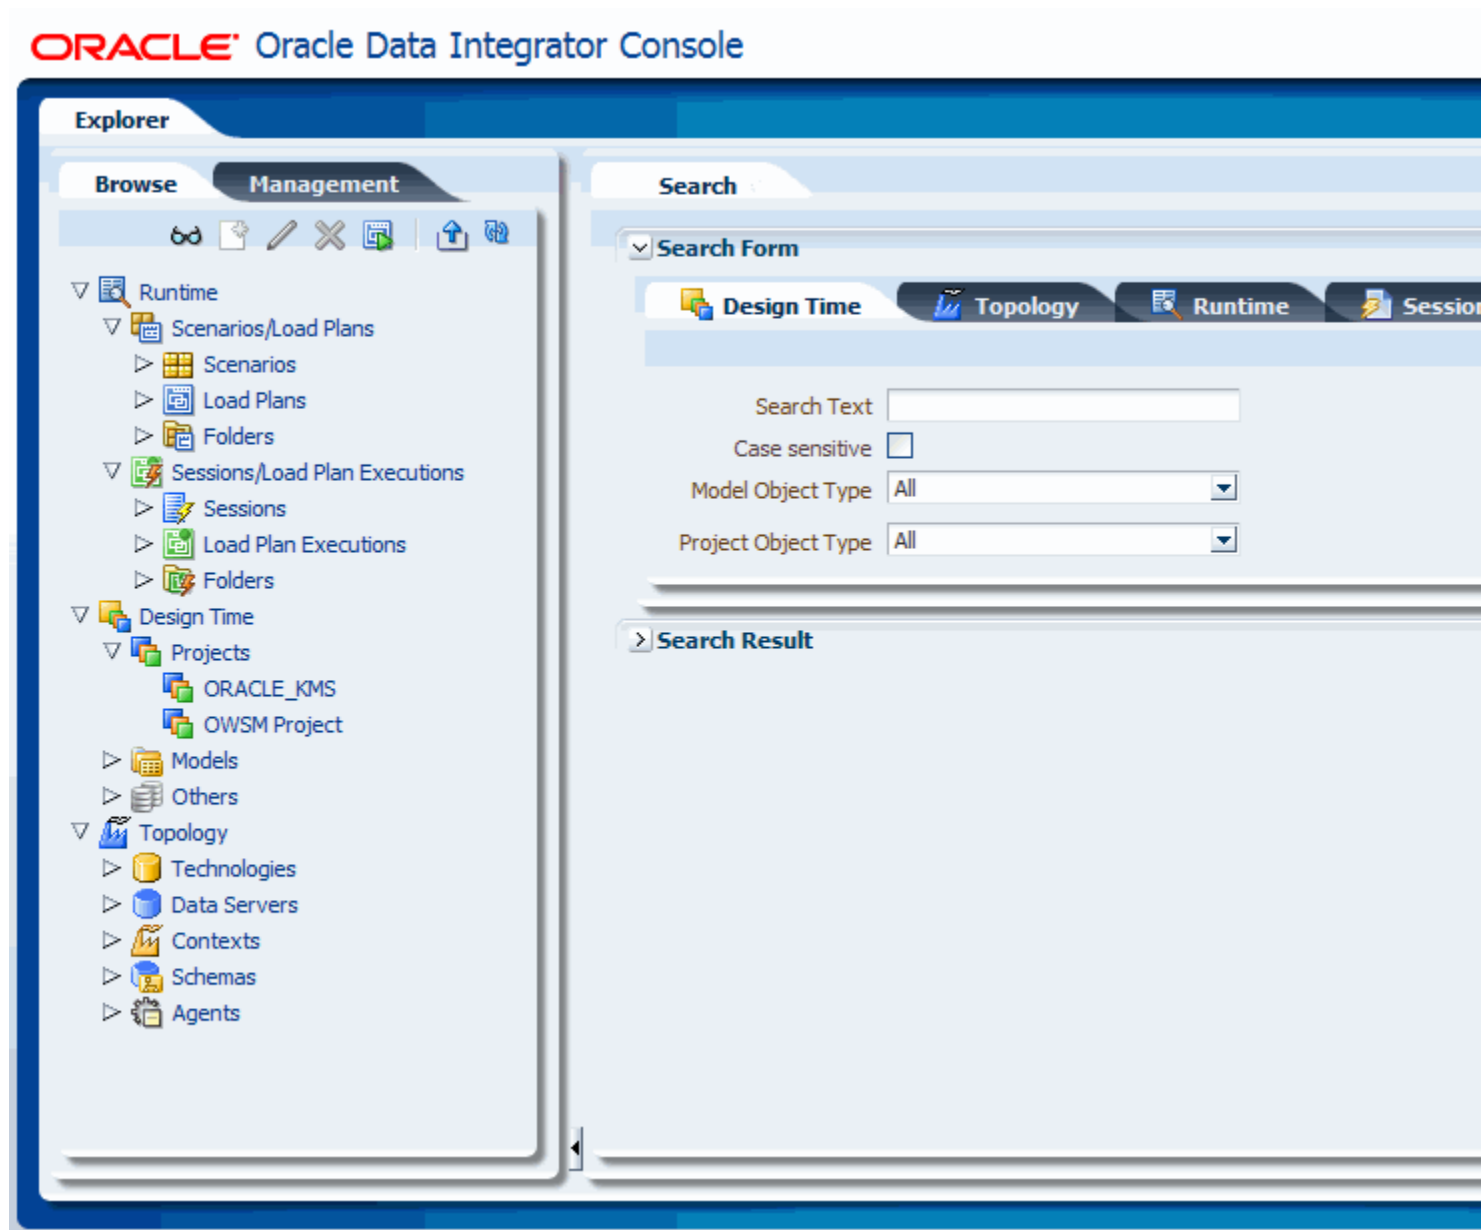 ORACLE Oracle Data Integrator Console
Explorer
Browse Management
Runtime
Scenarios/Load Plans
Scenarios
Load Plans
Folders
Sessions/Load Plan Executions
Sessions
Load Plan Executions
Folders
Design Time
Projects
ORACLE_KMS
OWSM Project
Models
Others
Topology
Technologies
Data Servers
Contexts
Schemas
Agents
Search
Search Form
Design Time Topology Runtime Session
Search Text
Case sensitive
Model Object Type All
Project Object Type All
Search Result